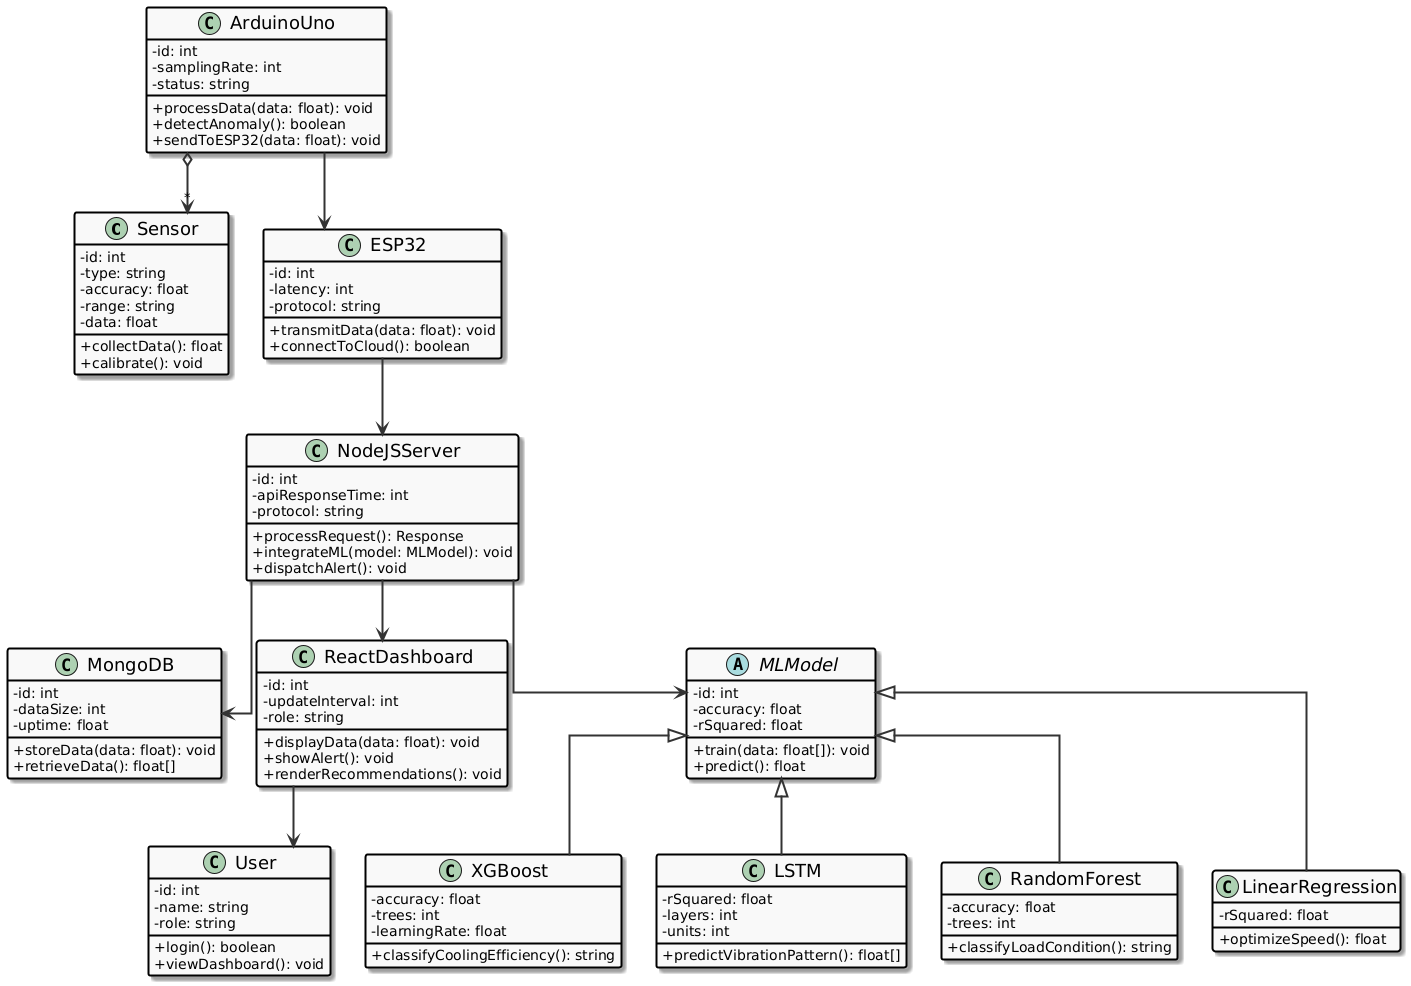 C ArduinoUno
-id: int
-samplingRate: int
-status: string
+processData(data: float): void
+detectAnomaly(): boolean
+sendToESP32(data: float): void
*
C Sensor
-id: int
-type: string
-accuracy: float
-range: string
-data: float
+collectData(): float
+calibrate(): void
C ESP32
-id: int
-latency: int
-protocol: string
+transmitData(data: float): void
+connectToCloud(): boolean
C NodeJSServer
-id: int
-apiResponseTime: int
-protocol: string
+processRequest(): Response
+integrateML(model: MLModel): void
+dispatchAlert(): void
C MongoDB
-id: int
-dataSize: int
-uptime: float
+storeData(data: float): void
+retrieveData(): float[]
C ReactDashboard
-id: int
-updateInterval: int
-role: string
+displayData(data: float): void
+showAlert(): void
+renderRecommendations(): void
A MLModel
-id: int
-accuracy: float
-rSquared: float
+train(data: float[]): void
+predict(): float
C User
-id: int
-name: string
-role: string
+login(): boolean
+viewDashboard(): void
C XGBoost
-accuracy: float
-trees: int
-learningRate: float
+classifyCoolingEfficiency(): string
C LSTM
-rSquared: float
-layers: int
-units: int
+predictVibrationPattern(): float[]
C RandomForest
-accuracy: float
-trees: int
+classifyLoadCondition(): string
C LinearRegression
-rSquared: float
+optimizeSpeed(): float